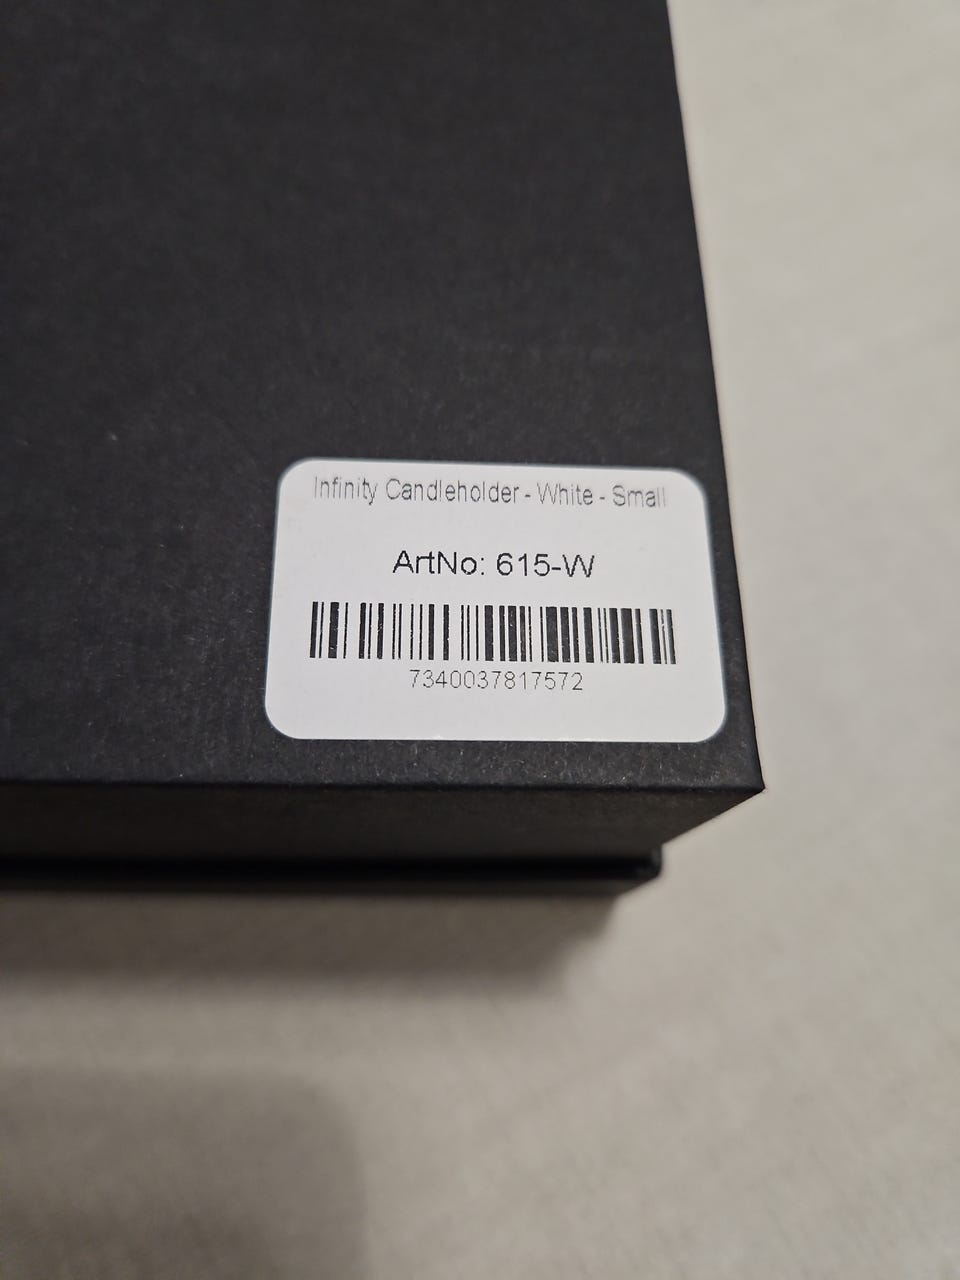 Infinity Candleholder - White - Small
ArtNo: 615-W
7340037817572